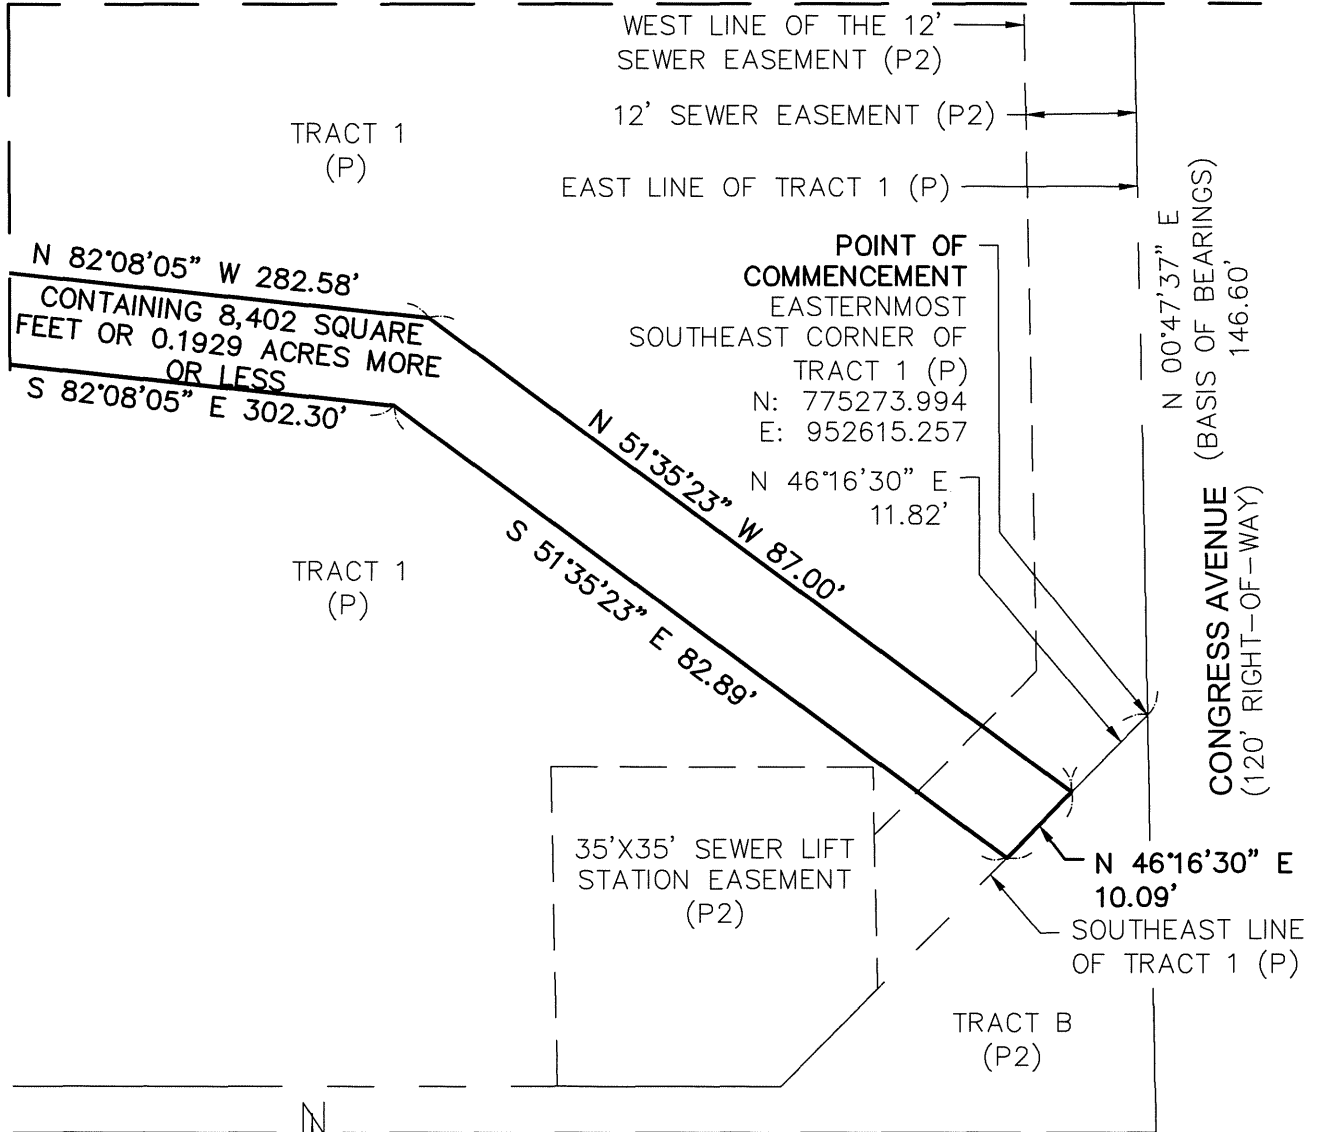 WEST LINE OF THE 12'
SEWER EASEMENT (P2)
12' SEWER EASEMENT (P2)
TRACT 1
(P)
EAST LINE OF TRACT 1 (P)
N 00°47'37" E
(BASIS OF BEARINGS)
146.60'
POINT OF
COMMENCEMENT
EASTERNMOST
SOUTHEAST CORNER OF
TRACT 1 (P)
N: 775273.994
E: 952615.257
N 82°08'05" W 282.58'
CONTAINING 8,402 SQUARE
FEET OR 0.1929 ACRES MORE
OR LESS
S 82°08'05" E 302.30'
N 51°35'23" W 87.00'
N 46°16'30" E
11.82'
S 51°35'23" E 82.89'
CONGRESS AVENUE
(120' RIGHT-OF-WAY)
TRACT 1
(P)
35'X35' SEWER LIFT
STATION EASEMENT
(P2)
N 46°16'30" E
10.09'
SOUTHEAST LINE
OF TRACT 1 (P)
TRACT B
(P2)
N